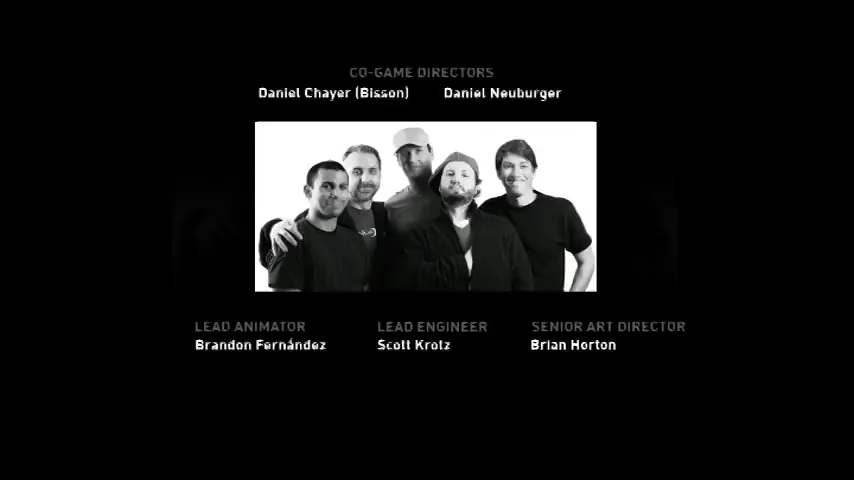 CO-GAME DIRECTORS
Daniel Chayer (Bisson) Daniel Neuburger
LEAD ANIMATOR LEAD ENGINEER SENIOR ART DIRECTOR
Brandon Fernández Scott Krotz Brian Horton